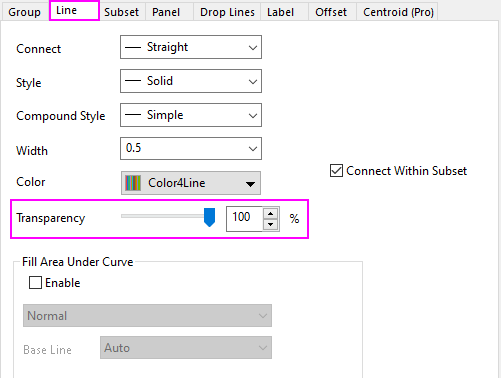 Group Line Subset Panel Drop Lines Label Offset Centroid (Pro)
Connect Straight
Style Solid
Compound Style Simple
Width 0.5
Connect Within Subset
Color Color4Line
Transparency 100 %
Fill Area Under Curve
Enable
Normal
Base Line Auto